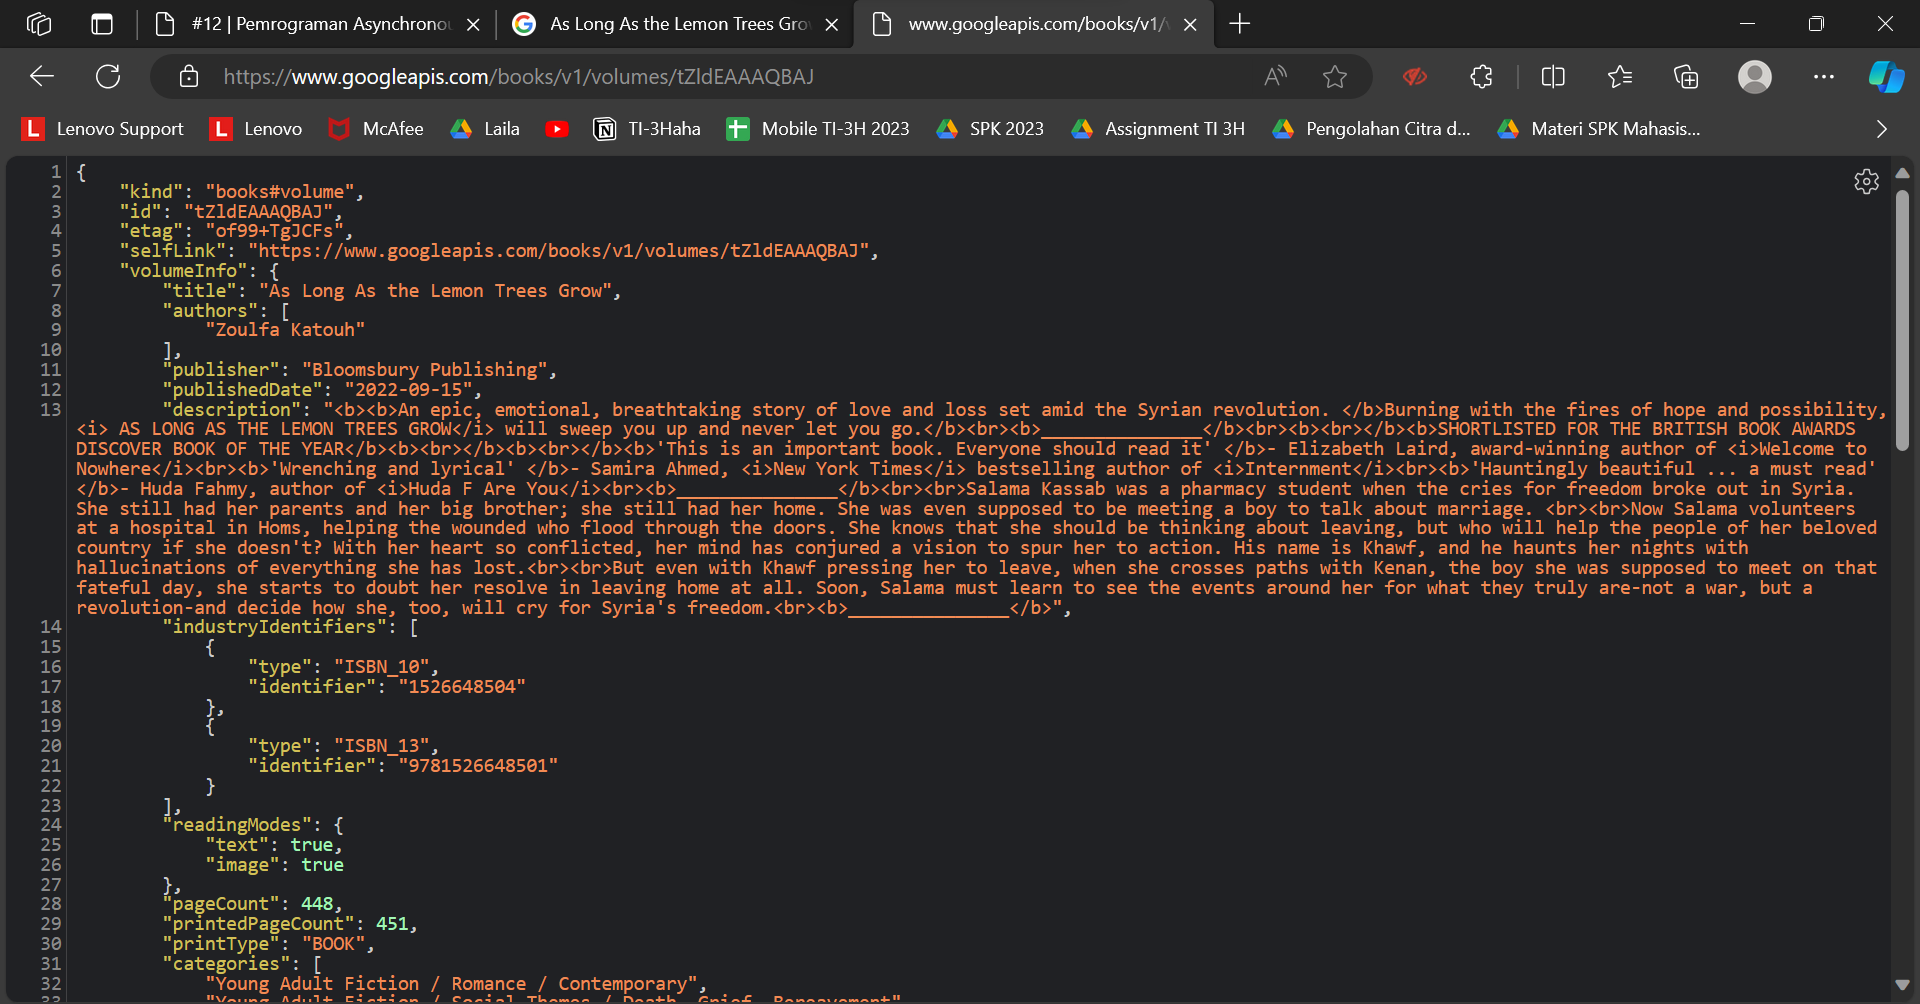 #12 | Pemrograman Asynchrono
As Long As the Lemon Trees Gro
www.googleapis.com/books/v1/
https://www.googleapis.com/books/v1/volumes/tZldEAAAQBAJ
Lenovo Support Lenovo McAfee Laila TI-3Haha Mobile TI-3H 2023 SPK 2023 Assignment TI 3H Pengolahan Citra d... Materi SPK Mahasis...
1 {
2 "kind": "books#volume",
3 "id": "tZldEAAAQBAJ",
4 "etag": "of99+TgJCFs",
5 "selfLink": "https://www.googleapis.com/books/v1/volumes/tZldEAAAQBAJ",
6 "volumeInfo": {
7 "title": "As Long As the Lemon Trees Grow",
8 "authors": [
9 "Zoulfa Katouh"
10 ],
11 "publisher": "Bloomsbury Publishing",
12 "publishedDate": "2022-09-15",
13 "description": "<b><b>An epic, emotional, breathtaking story of love and loss set amid the Syrian revolution. </b>Burning with the fires of hope and possibility,
<i> AS LONG AS THE LEMON TREES GROW</i> will sweep you up and never let you go.</b><br><b>_______________</b><br><b><br></b><b>SHORTLISTED FOR THE BRITISH BOOK AWARDS
DISCOVER BOOK OF THE YEAR</b><b><br></b><b><br></b><b>'This is an important book. Everyone should read it' </b>- Elizabeth Laird, award-winning author of <i>Welcome to
Nowhere</i><br><b>'Wrenching and lyrical' </b>- Samira Ahmed, <i>New York Times</i> bestselling author of <i>Internment</i><br><b>'Hauntingly beautiful ... a must read'
</b>- Huda Fahmy, author of <i>Huda F Are You</i><br><b>_______________</b><br><br>Salama Kassab was a pharmacy student when the cries for freedom broke out in Syria.
She still had her parents and her big brother; she still had her home. She was even supposed to be meeting a boy to talk about marriage. <br><br>Now Salama volunteers
at a hospital in Homs, helping the wounded who flood through the doors. She knows that she should be thinking about leaving, but who will help the people of her beloved
country if she doesn't? With her heart so conflicted, her mind has conjured a vision to spur her to action. His name is Khawf, and he haunts her nights with
hallucinations of everything she has lost.<br><br>But even with Khawf pressing her to leave, when she crosses paths with Kenan, the boy she was supposed to meet on that
fateful day, she starts to doubt her resolve in leaving home at all. Soon, Salama must learn to see the events around her for what they truly are-not a war, but a
revolution-and decide how she, too, will cry for Syria's freedom.<br><b>_______________</b>",
14 "industryIdentifiers": [
15 {
16 "type": "ISBN_10",
17 "identifier": "1526648504"
18 },
19 {
20 "type": "ISBN_13",
21 "identifier": "9781526648501"
22 }
23 ],
24 "readingModes": {
25 "text": true,
26 "image": true
27 },
28 "pageCount": 448,
29 "printedPageCount": 451,
30 "printType": "BOOK",
31 "categories": [
32 "Young Adult Fiction / Romance / Contemporary",
33 "Young Adult Fiction / Social Themes / Death, Grief, Bereavement"